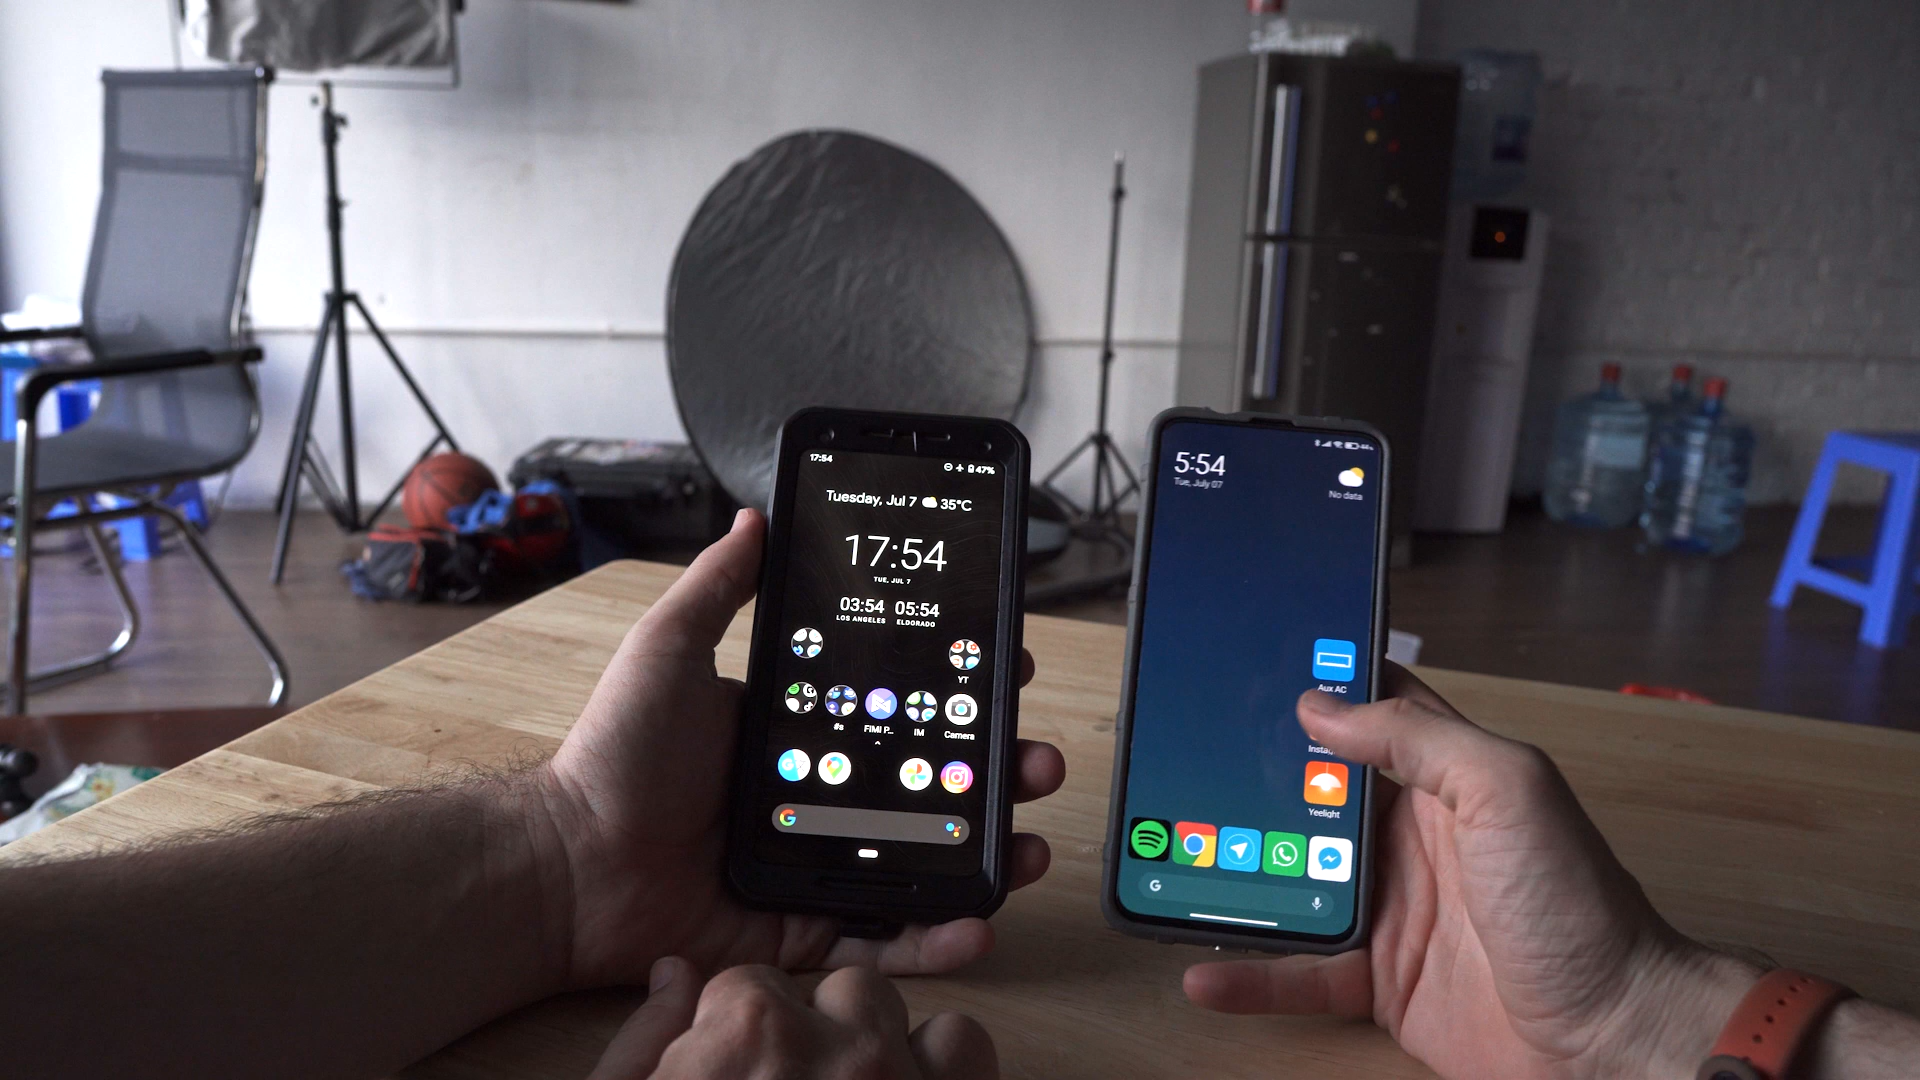 17:54
47%
Tuesday, Jul 7 35°C
17:54
TUE, JUL 7
03:54 05:54
LOS ANGELES ELDORADO
YT
#s FIMI P... IM Camera
5:54
Tue, July 07
No data
Aux AC
Yeelight